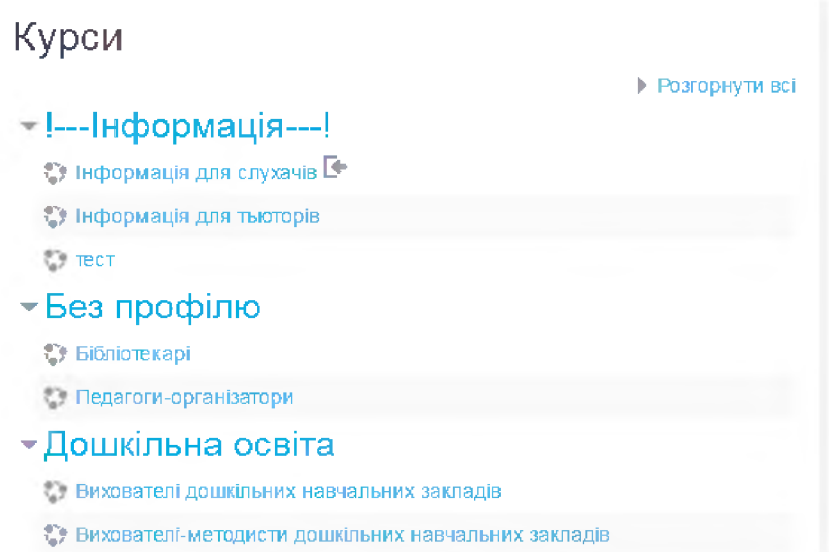 Курси
Розгорнути всі
!---Інформація---!
Інформація для слухачів
Інформація для тьюторів
тест
Без профілю
Бібліотекарі
Педагоги-організатори
Дошкільна освіта
Вихователі дошкільних навчальних закладів
Вихователі-методисти дошкільних навчальних закладів